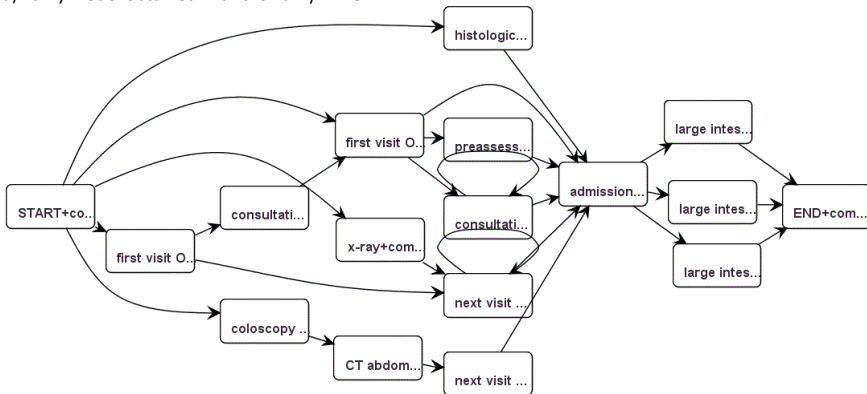 histologic...
first visit O...
preassess...
large intes...
admission...
START+co...
consultati...
consultati...
large intes...
END+com...
first visit O...
x-ray+com...
next visit ...
large intes...
coloscopy ...
CT abdom...
next visit ...